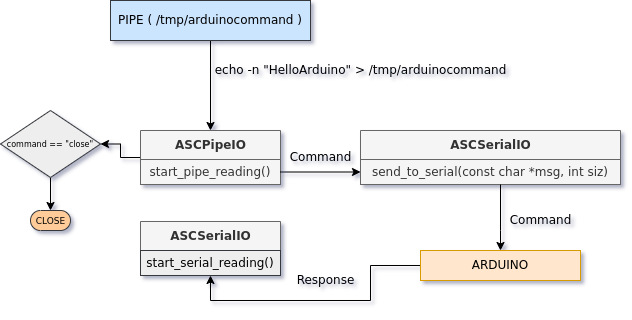 PIPE ( /tmp/arduinocommand )
echo -n "HelloArduino" > /tmp/arduinocommand
command == "close"
ASCPipeIO
start_pipe_reading()
Command
ASCSerialIO
send_to_serial(const char *msg, int siz)
CLOSE
Command
ASCSerialIO
start_serial_reading()
Response
ARDUINO